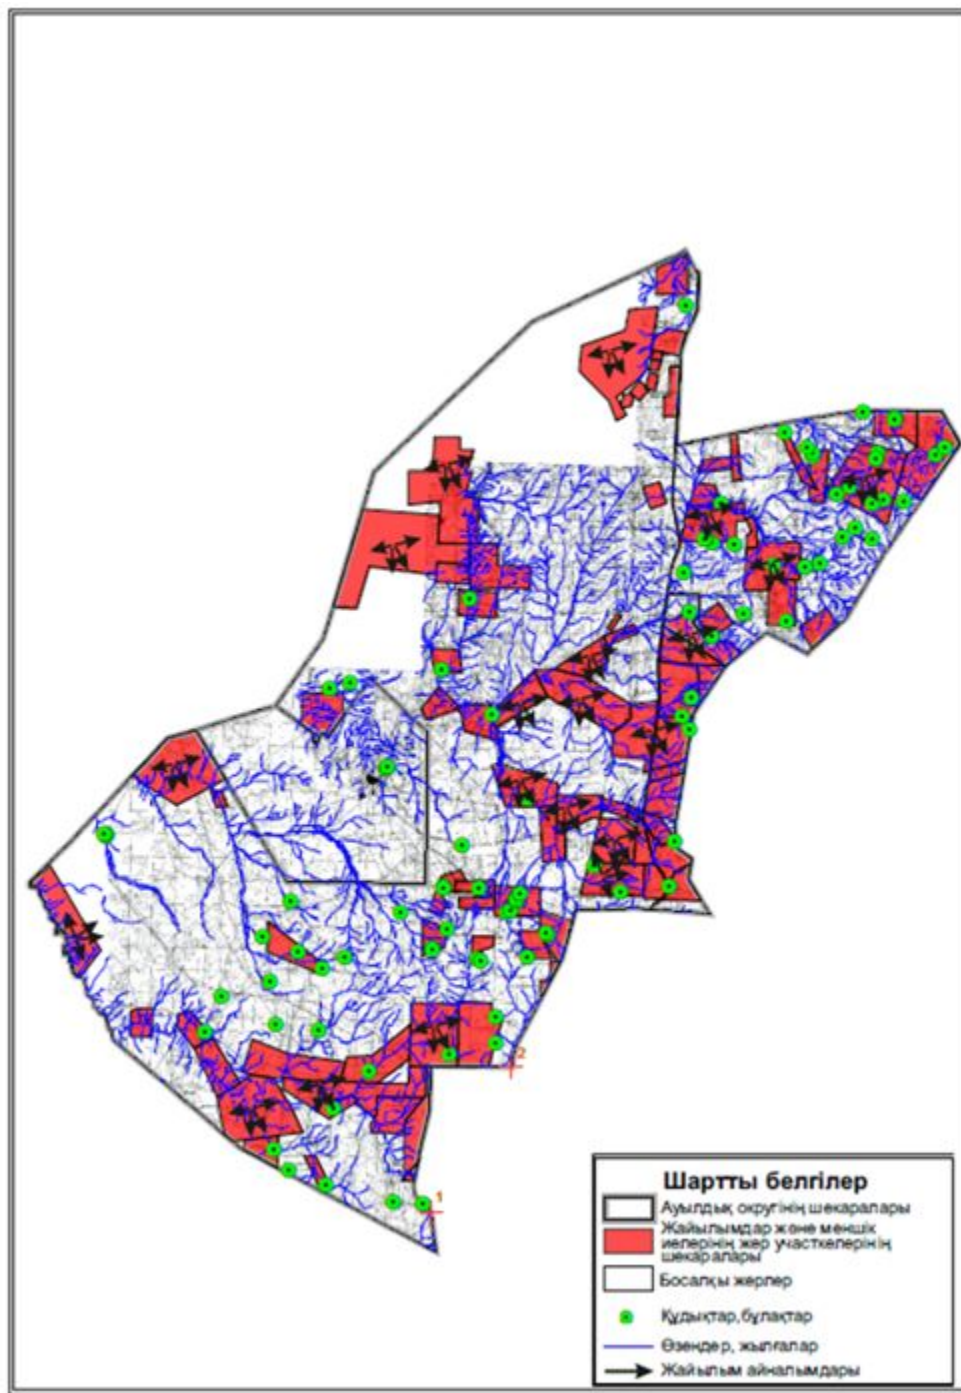 2
1
Шартты белгілер
Ауылдық округінің шекаралары
Жайылымдар және меншік
иелерінің жер участкелерінің
шекаралары
Босалқы жерлер
Құдықтар, бұлақтар
Өзендер, жылғалар
Жайылым айналымдары